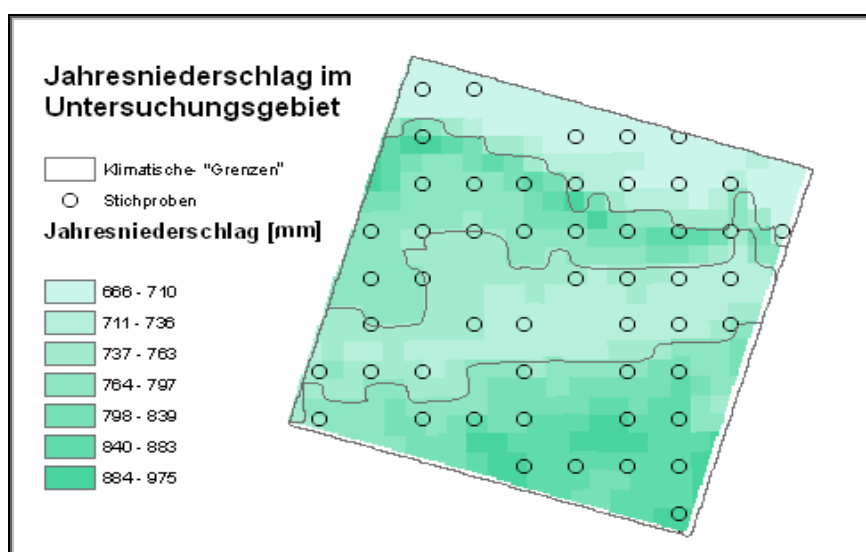 Jahresniederschlag im
Untersuchungsgebiet
Klimatische- "Grenzen"
Stichproben
Jahresniederschlag [mm]
666 - 710
711 - 736
737 - 763
764 - 797
798 - 839
840 - 883
884 - 975